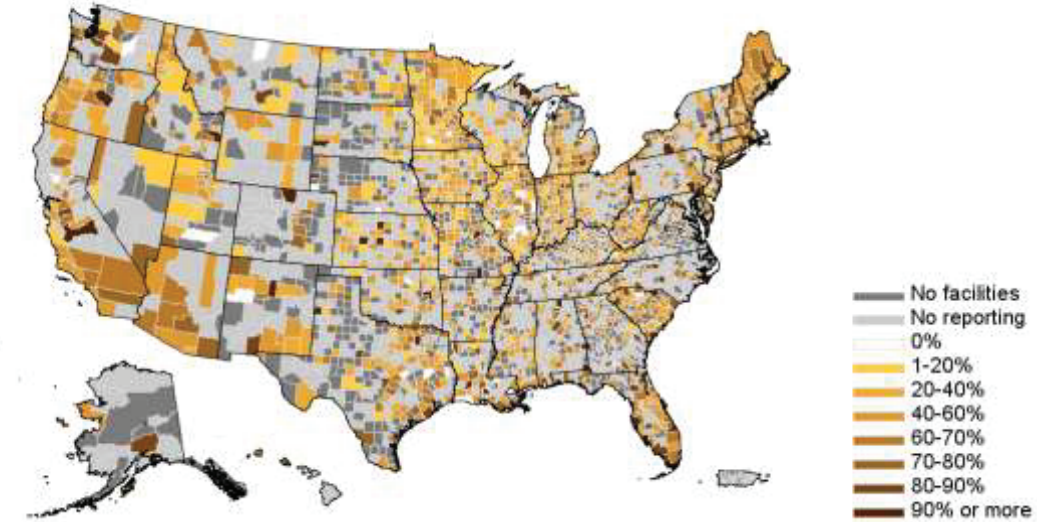 No facilities
No reporting
0%
1-20%
20-40%
40-60%
60-70%
70-80%
80-90%
90% or more